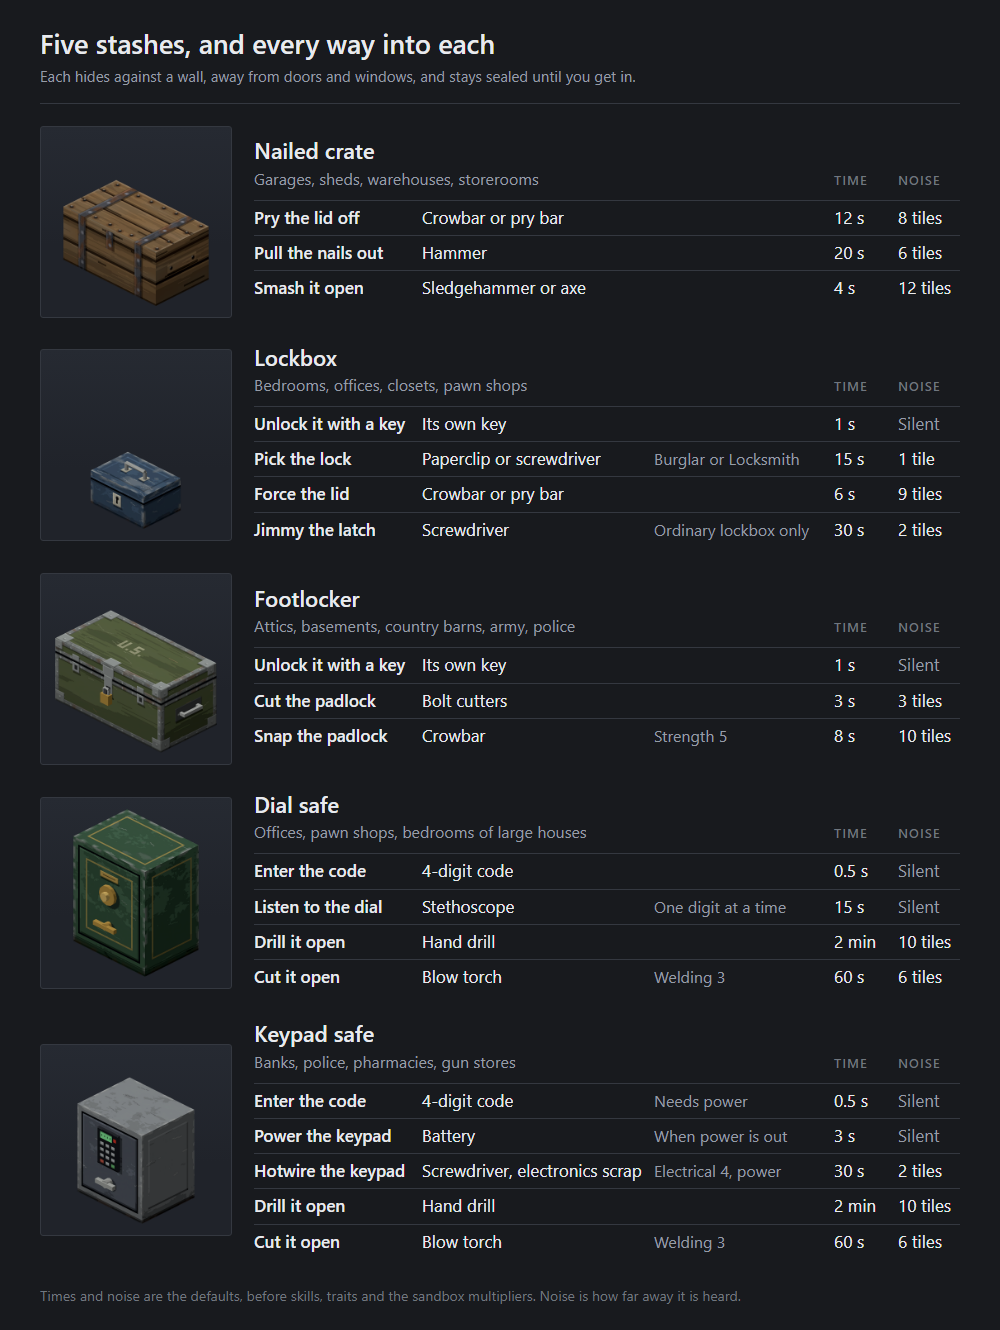 Five stashes, and every way into each
Each hides against a wall, away from doors and windows, and stays sealed until you get in.
Nailed crate
Garages, sheds, warehouses, storerooms TIME NOISE
Pry the lid off Crowbar or pry bar 12 s 8 tiles
Pull the nails out Hammer 20 s 6 tiles
Smash it open Sledgehammer or axe 4 s 12 tiles
Lockbox
Bedrooms, offices, closets, pawn shops TIME NOISE
Unlock it with a key Its own key 1 s Silent
Pick the lock Paperclip or screwdriver Burglar or Locksmith 15 s 1 tile
Force the lid Crowbar or pry bar 6 s 9 tiles
Jimmy the latch Screwdriver Ordinary lockbox only 30 s 2 tiles
U.S.
Footlocker
Attics, basements, country barns, army, police TIME NOISE
Unlock it with a key Its own key 1 s Silent
Cut the padlock Bolt cutters 3 s 3 tiles
Snap the padlock Crowbar Strength 5 8 s 10 tiles
Dial safe
Offices, pawn shops, bedrooms of large houses TIME NOISE
Enter the code 4-digit code 0.5 s Silent
Listen to the dial Stethoscope One digit at a time 15 s Silent
Drill it open Hand drill 2 min 10 tiles
Cut it open Blow torch Welding 3 60 s 6 tiles
Keypad safe
Banks, police, pharmacies, gun stores TIME NOISE
Enter the code 4-digit code Needs power 0.5 s Silent
Power the keypad Battery When power is out 3 s Silent
Hotwire the keypad Screwdriver, electronics scrap Electrical 4, power 30 s 2 tiles
Drill it open Hand drill 2 min 10 tiles
Cut it open Blow torch Welding 3 60 s 6 tiles
Times and noise are the defaults, before skills, traits and the sandbox multipliers. Noise is how far away it is heard.